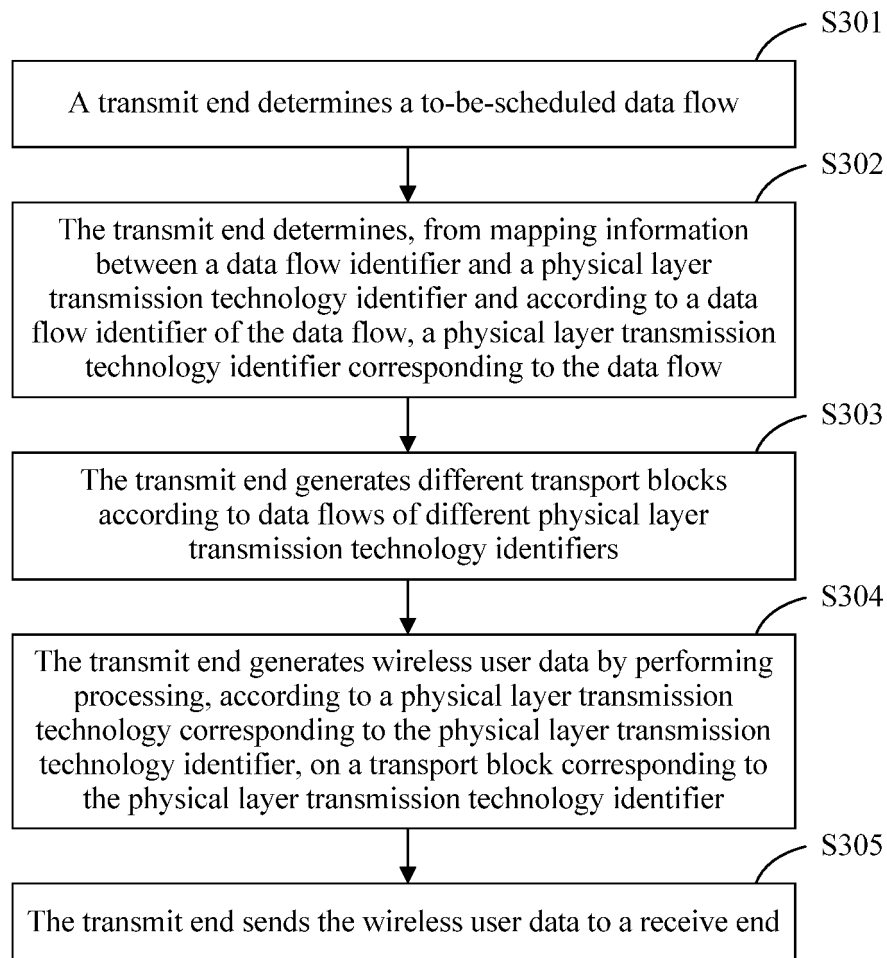 S301
A transmit end determines a to-be-scheduled data flow
S302
The transmit end determines, from mapping information
between a data flow identifier and a physical layer
transmission technology identifier and according to a data
flow identifier of the data flow, a physical layer transmission
technology identifier corresponding to the data flow
S303
The transmit end generates different transport blocks
according to data flows of different physical layer
transmission technology identifiers
S304
The transmit end generates wireless user data by performing
processing, according to a physical layer transmission
technology corresponding to the physical layer transmission
technology identifier, on a transport block corresponding to
the physical layer transmission technology identifier
S305
The transmit end sends the wireless user data to a receive end